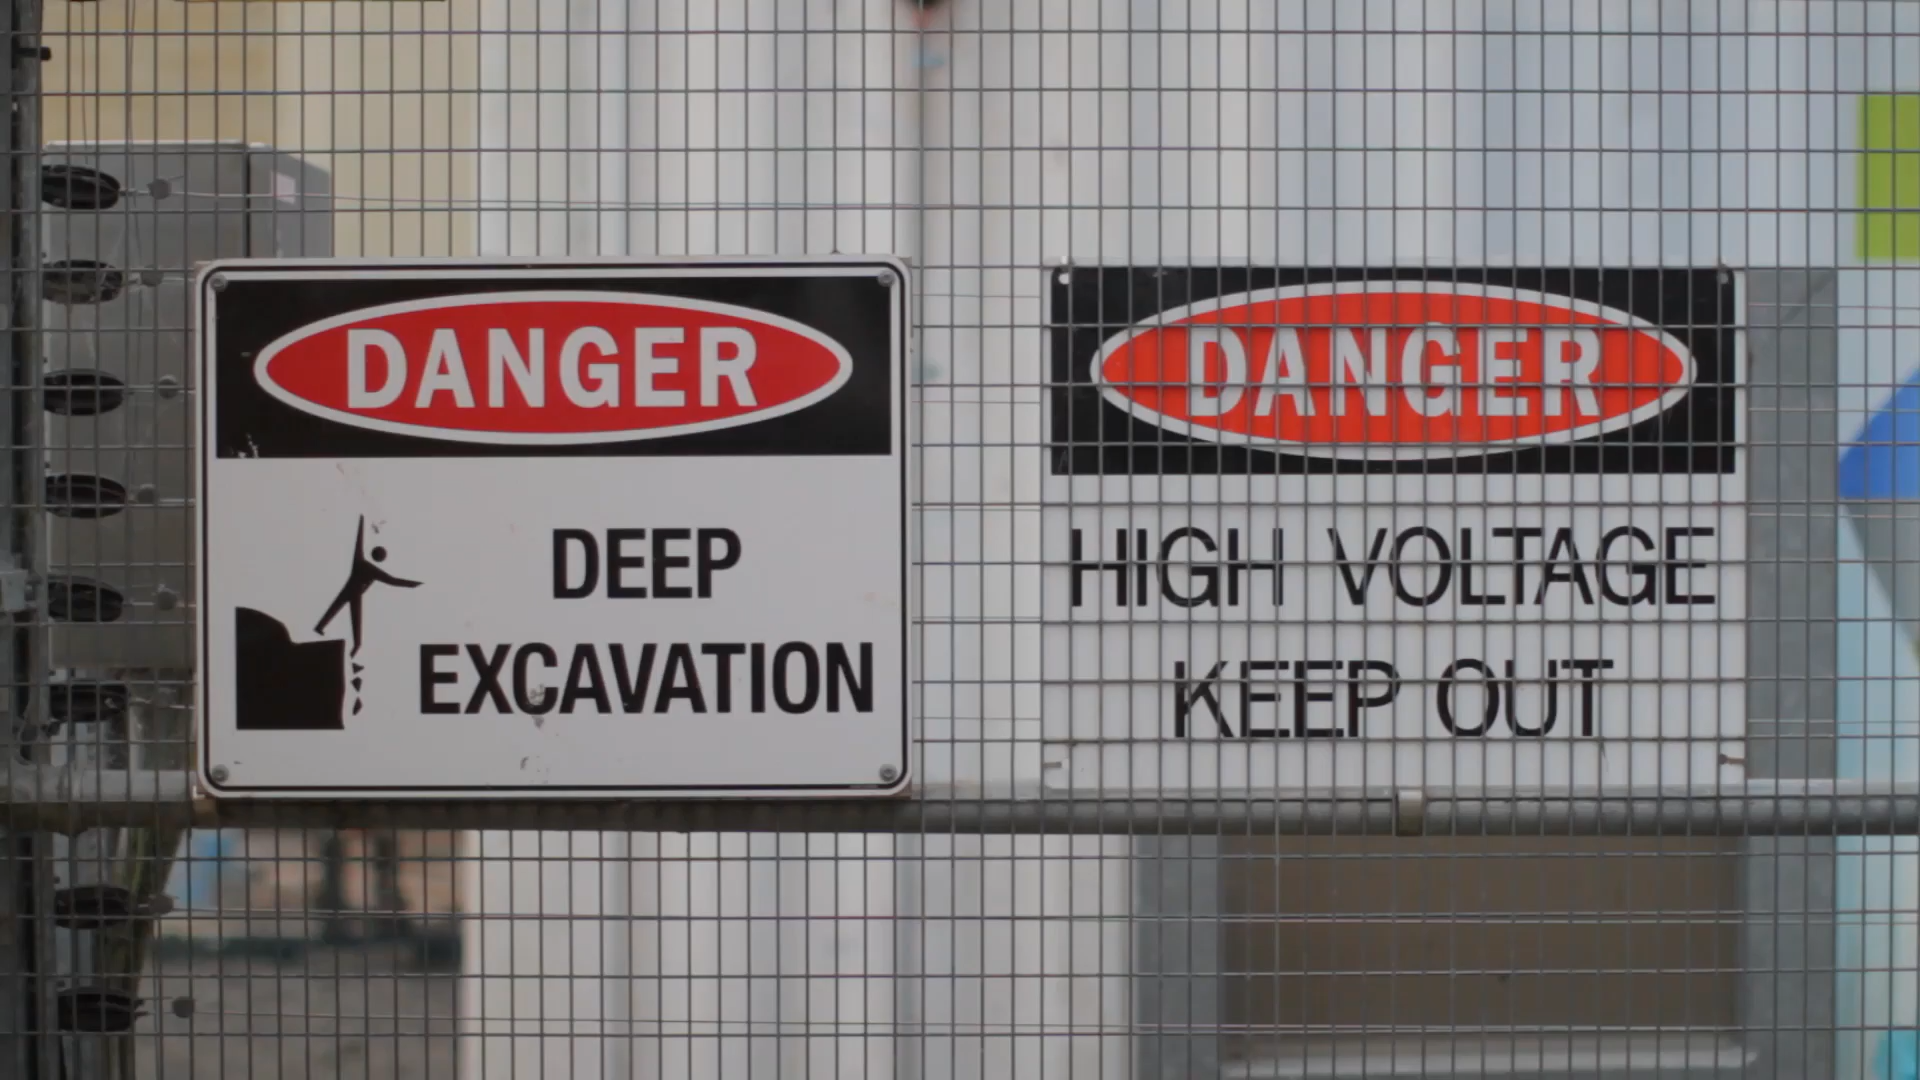 DANGER
DEEP
EXCAVATION
DANGER
HIGH VOLTAGE
KEEP OUT